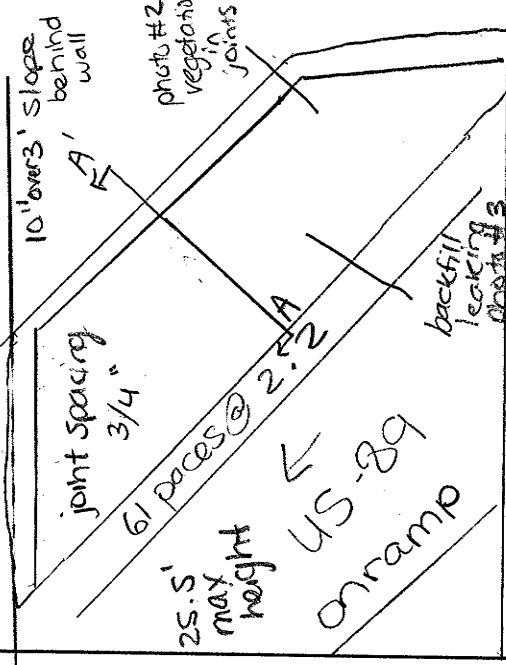 10" over 3' slope
behind
wall
photo #2
vegetation
in
joints
A'
A
joint spacing
3/4"
61 paces @ 2.2
25.5'
max
height
US-89
onramp
backfill
leaking
photo #3